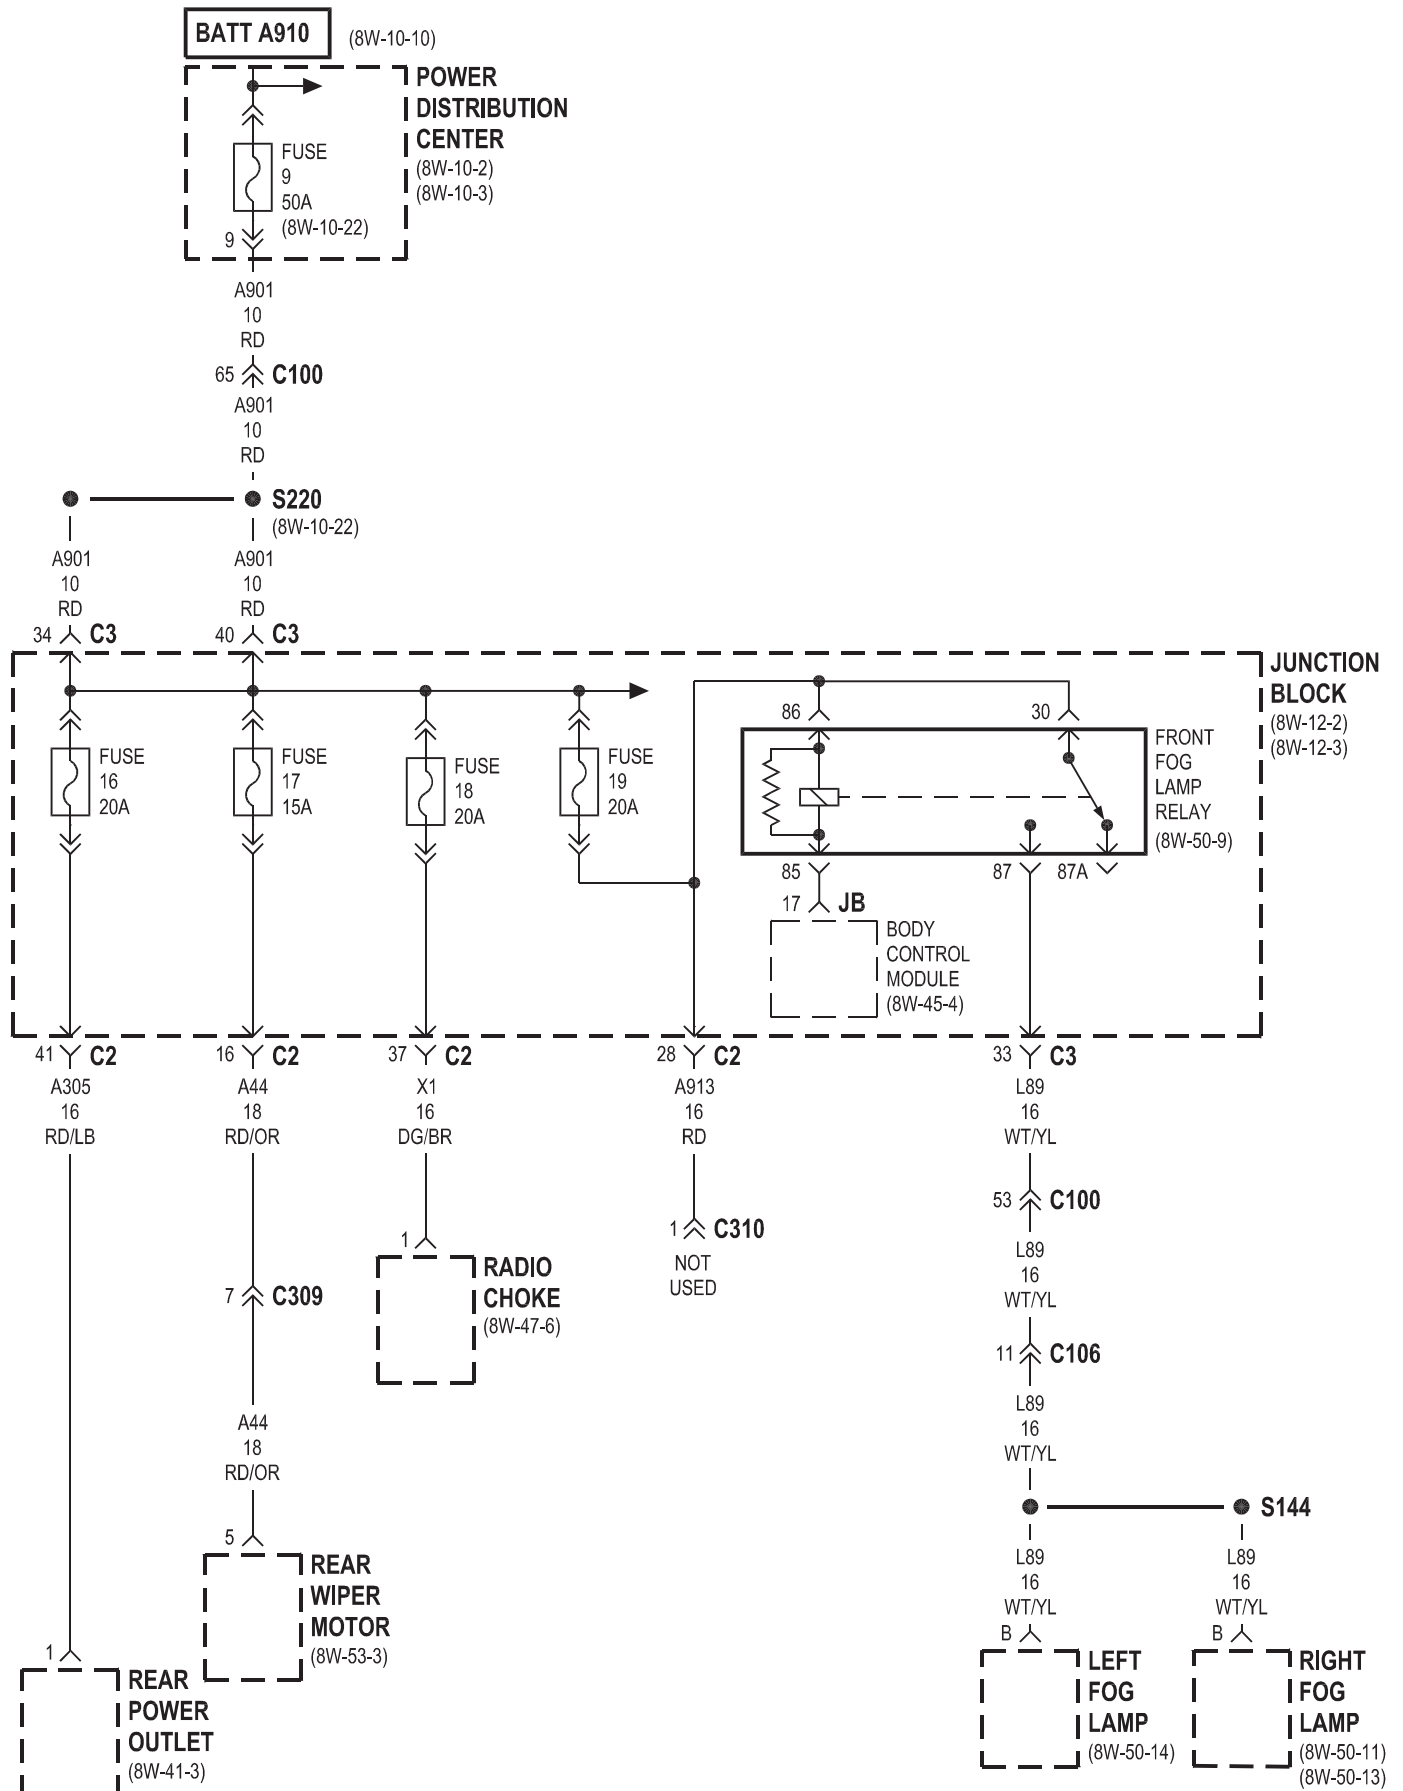 BATT A910
(8W-10-10)
POWER
DISTRIBUTION
CENTER
(8W-10-2)
(8W-10-3)
FUSE
9
50A
(8W-10-22)
9
A901
10
RD
65
C100
A901
10
RD
S220
(8W-10-22)
A901
10
RD
A901
10
RD
34
C3
40
C3
JUNCTION
BLOCK
(8W-12-2)
(8W-12-3)
FUSE
16
20A
FUSE
17
15A
FUSE
18
20A
FUSE
19
20A
86
30
FRONT
FOG
LAMP
RELAY
(8W-50-9)
85
87
87A
17
JB
BODY
CONTROL
MODULE
(8W-45-4)
41
C2
16
C2
37
C2
28
C2
33
C3
A305
16
RD/LB
A44
18
RD/OR
X1
16
DG/BR
A913
16
RD
L89
16
WT/YL
53
C100
1
C310
NOT
USED
1
RADIO
CHOKE
(8W-47-6)
L89
16
WT/YL
7
C309
11
C106
A44
18
RD/OR
L89
16
WT/YL
S144
5
REAR
WIPER
MOTOR
(8W-53-3)
L89
16
WT/YL
L89
16
WT/YL
B
B
1
REAR
POWER
OUTLET
(8W-41-3)
LEFT
FOG
LAMP
(8W-50-14)
RIGHT
FOG
LAMP
(8W-50-11)
(8W-50-13)